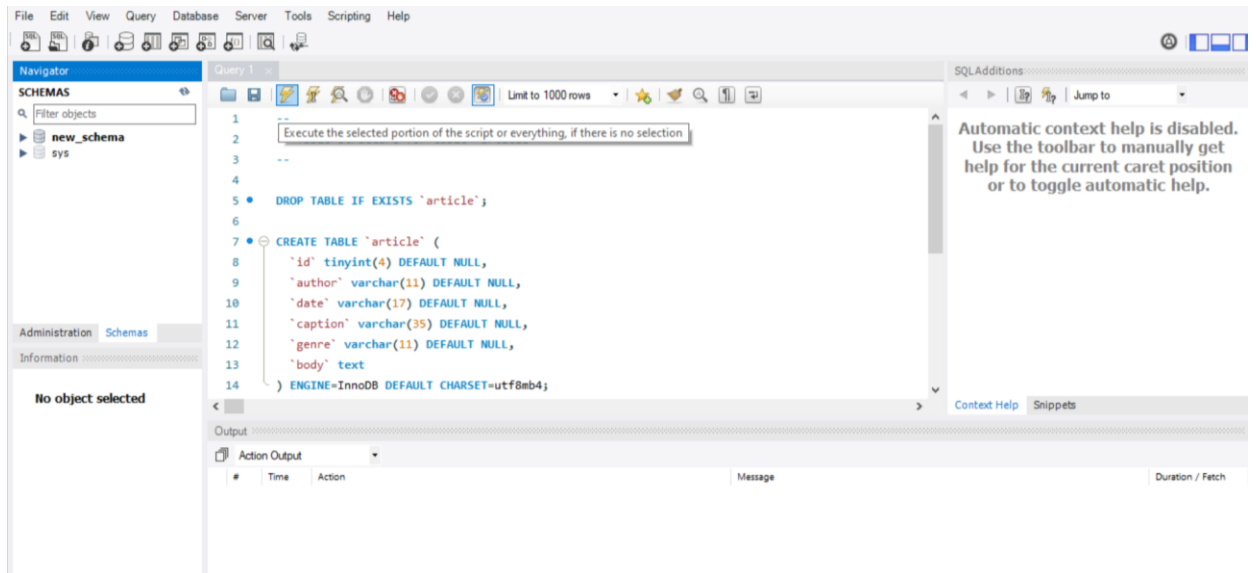 File Edit View Query Database Server Tools Scripting Help
Navigator
SCHEMAS
Filter objects
new_schema
sys
Administration Schemas
Information
No object selected
Query 1
Limit to 1000 rows
Execute the selected portion of the script or everything, if there is no selection
1 --
2
3 --
4
5 DROP TABLE IF EXISTS `article`;
6
7 CREATE TABLE `article` (
8 `id` tinyint(4) DEFAULT NULL,
9 `author` varchar(11) DEFAULT NULL,
10 `date` varchar(17) DEFAULT NULL,
11 `caption` varchar(35) DEFAULT NULL,
12 `genre` varchar(11) DEFAULT NULL,
13 `body` text
14 ) ENGINE=InnoDB DEFAULT CHARSET=utf8mb4;
SQLAdditions
Jump to
Automatic context help is disabled.
Use the toolbar to manually get
help for the current caret position
or to toggle automatic help.
Context Help Snippets
Output
Action Output
# Time Action Message Duration / Fetch